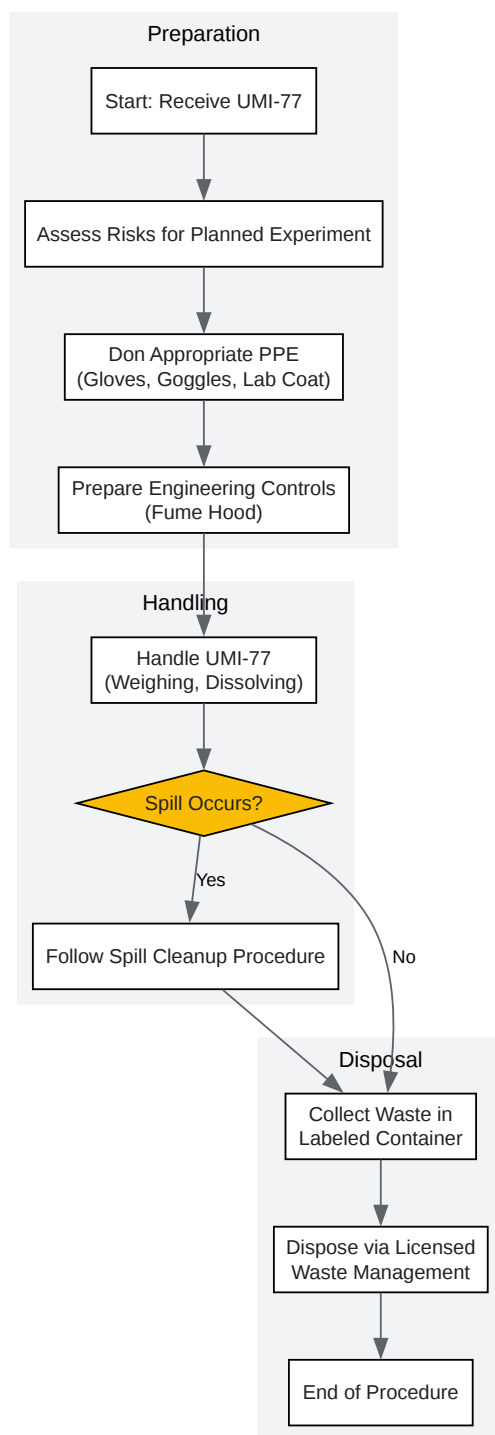 Preparation
Start: Receive UMI-77
Assess Risks for Planned Experiment
Don Appropriate PPE
(Gloves, Goggles, Lab Coat)
Prepare Engineering Controls
(Fume Hood)
Handling
Handle UMI-77
(Weighing, Dissolving)
Spill Occurs?
Yes
Follow Spill Cleanup Procedure
No
Disposal
Collect Waste in
Labeled Container
Dispose via Licensed
Waste Management
End of Procedure